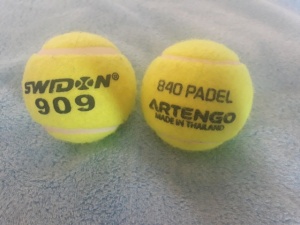 SWIDON®
909
840 PADEL
ARTENGO
MADE IN THAILAND